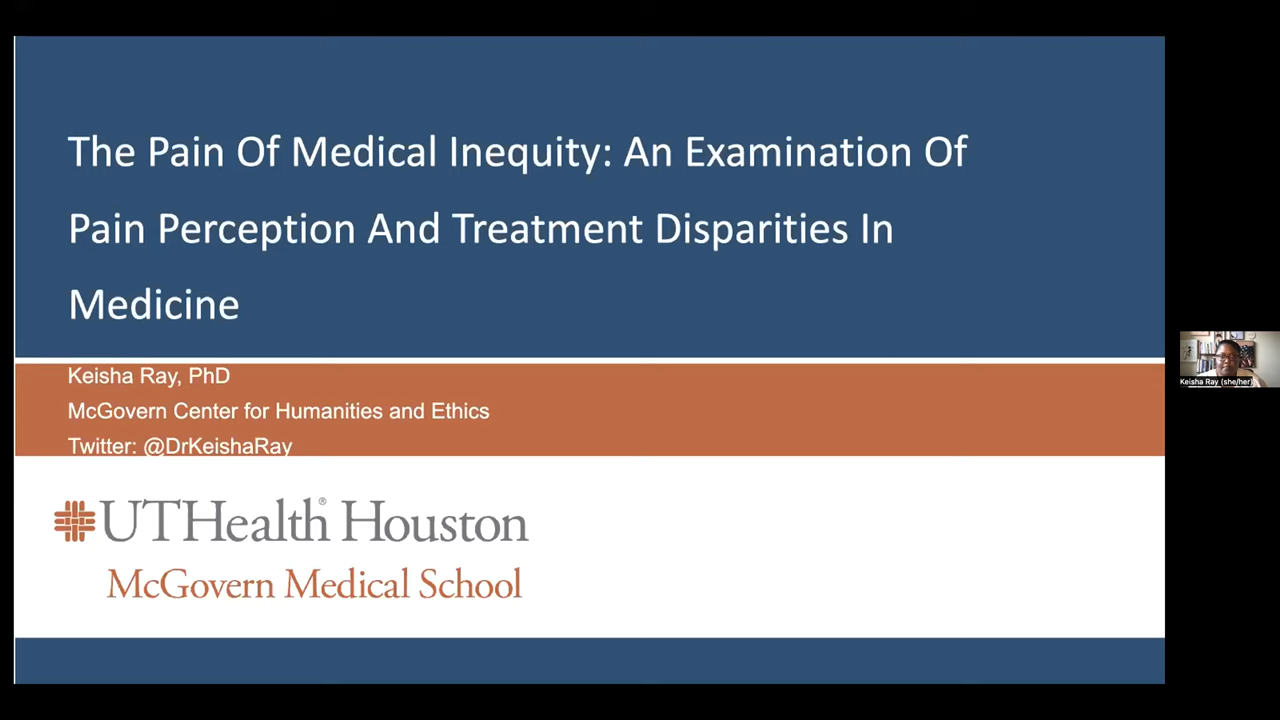 The Pain Of Medical Inequity: An Examination Of
Pain Perception And Treatment Disparities In
Medicine
Keisha Ray, PhD
McGovern Center for Humanities and Ethics
Twitter: @DrKeishaRay
UTHealth® Houston
McGovern Medical School
Keisha Ray (she/her)